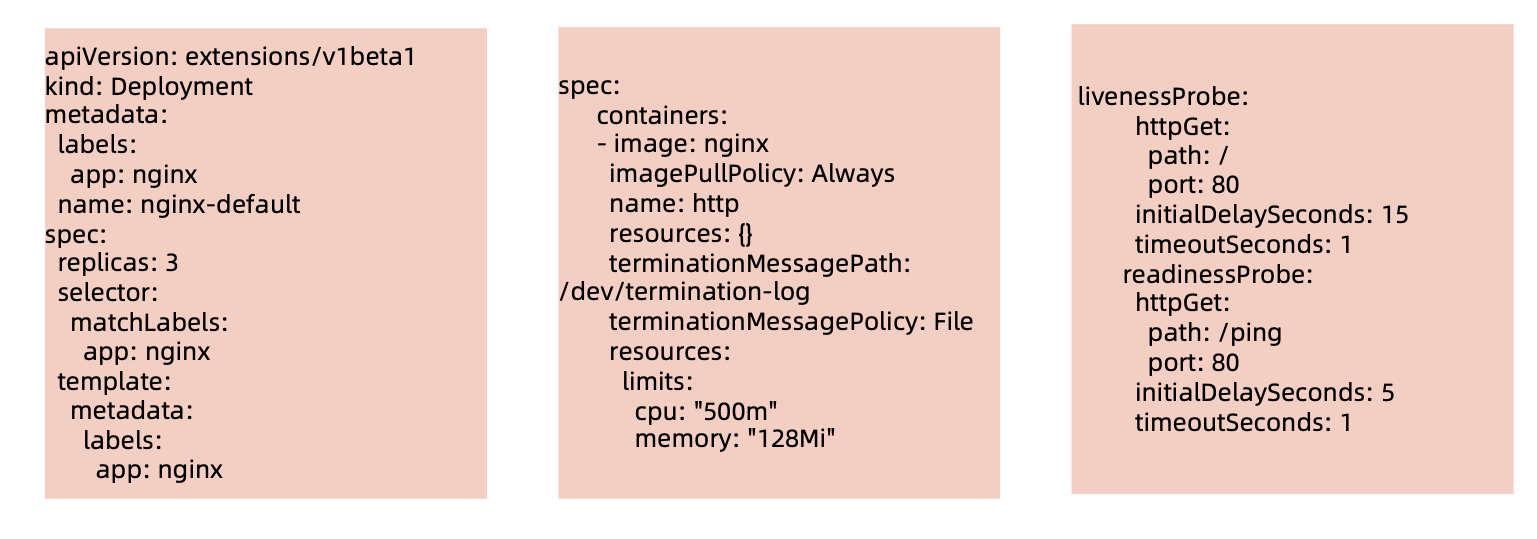 apiVersion: extensions/v1beta1
kind: Deployment
metadata:
  labels:
    app: nginx
  name: nginx-default
spec:
  replicas: 3
  selector:
    matchLabels:
      app: nginx
  template:
    metadata:
      labels:
        app: nginx
spec:
      containers:
      - image: nginx
        imagePullPolicy: Always
        name: http
        resources: {}
        terminationMessagePath:
/dev/termination-log
        terminationMessagePolicy: File
        resources:
          limits:
            cpu: "500m"
            memory: "128Mi"
livenessProbe:
          httpGet:
            path: /
            port: 80
          initialDelaySeconds: 15
          timeoutSeconds: 1
        readinessProbe:
          httpGet:
            path: /ping
            port: 80
          initialDelaySeconds: 5
          timeoutSeconds: 1